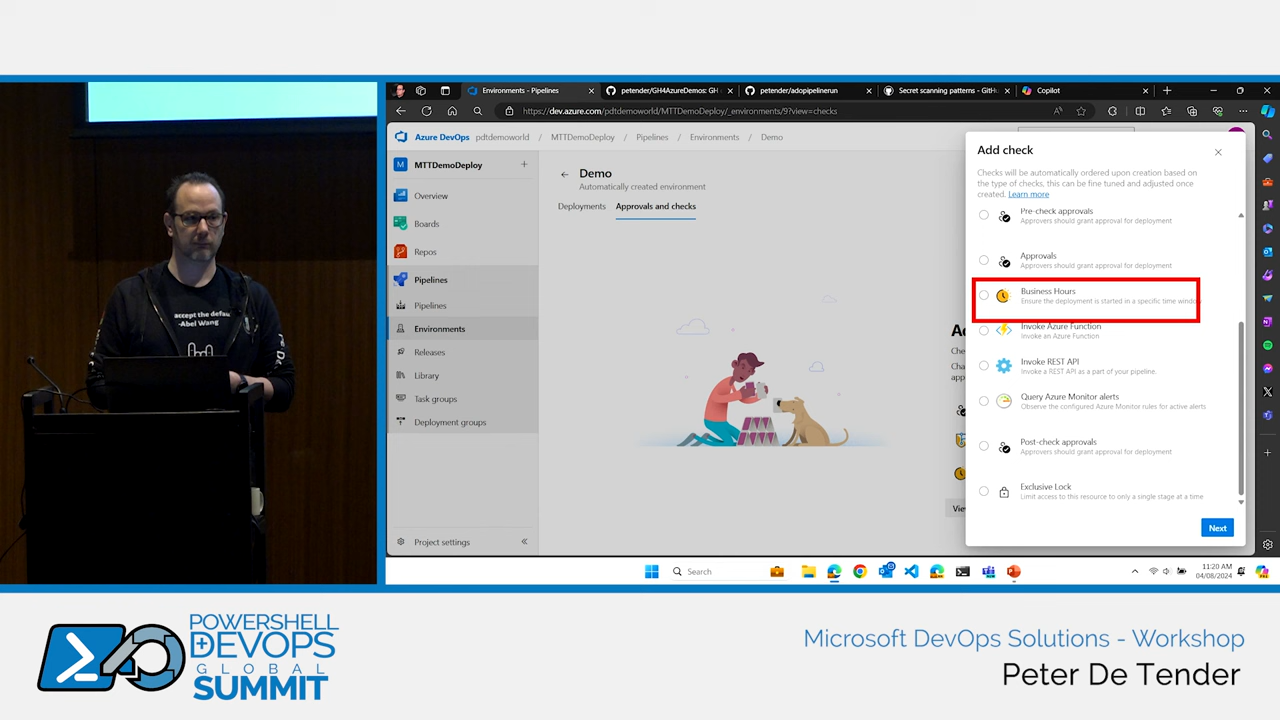 accept the defau
-Abel Wang
Environments - Pipelines
petender/GH4AzureDemos: GH
petender/adopipelinerun
Secret scanning patterns - GitHu
Copilot
https://dev.azure.com/pdtdemoworld/MTTDemoDeploy/_environments/9?view=checks
Azure DevOps
pdtdemoworld / MTTDemoDeploy / Pipelines / Environments / Demo
M MTTDemoDeploy
Overview
Boards
Repos
Pipelines
Pipelines
Environments
Releases
Library
Task groups
Deployment groups
Project settings
Demo
Automatically created environment
Deployments
Approvals and checks
Ad
Chec
Cha
app
Vie
Add check
Checks will be automatically ordered upon creation based
on the type of checks, this can be fine tuned and adjusted once
created. Learn more
Pre-check approvals
Approvers should grant approval for deployment
Approvals
Approvers should grant approval for deployment
Business Hours
Ensure the deployment is started in a specific time windo
Invoke Azure Function
Invoke an Azure Function
Invoke REST API
Invoke a REST API as a part of your pipeline.
Query Azure Monitor alerts
Observe the configured Azure Monitor rules for active alerts
Post-check approvals
Approvers should grant approval for deployment
Exclusive Lock
Limit access to this resource to only a single stage at a time
Next
Search
11:20 AM
04/08/2024
POWERSHELL
DEVOPS
GLOBAL
SUMMIT
Microsoft DevOps Solutions - Workshop
Peter De Tender